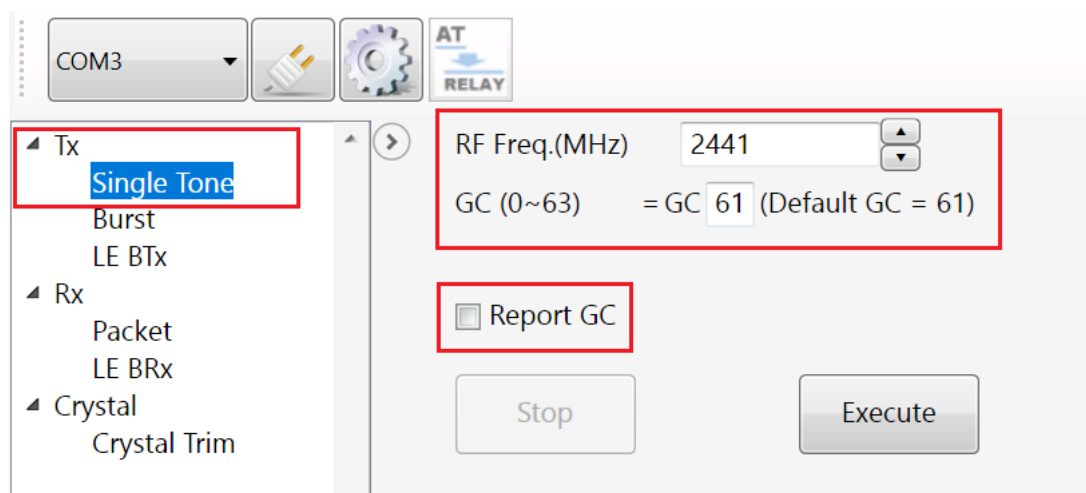 COM3
AT
RELAY
Tx
Single Tone
Burst
LE BTx
Rx
Packet
LE BRx
Crystal
Crystal Trim
RF Freq.(MHz) 2441
GC (0~63) = GC 61 (Default GC = 61)
Report GC
Stop
Execute